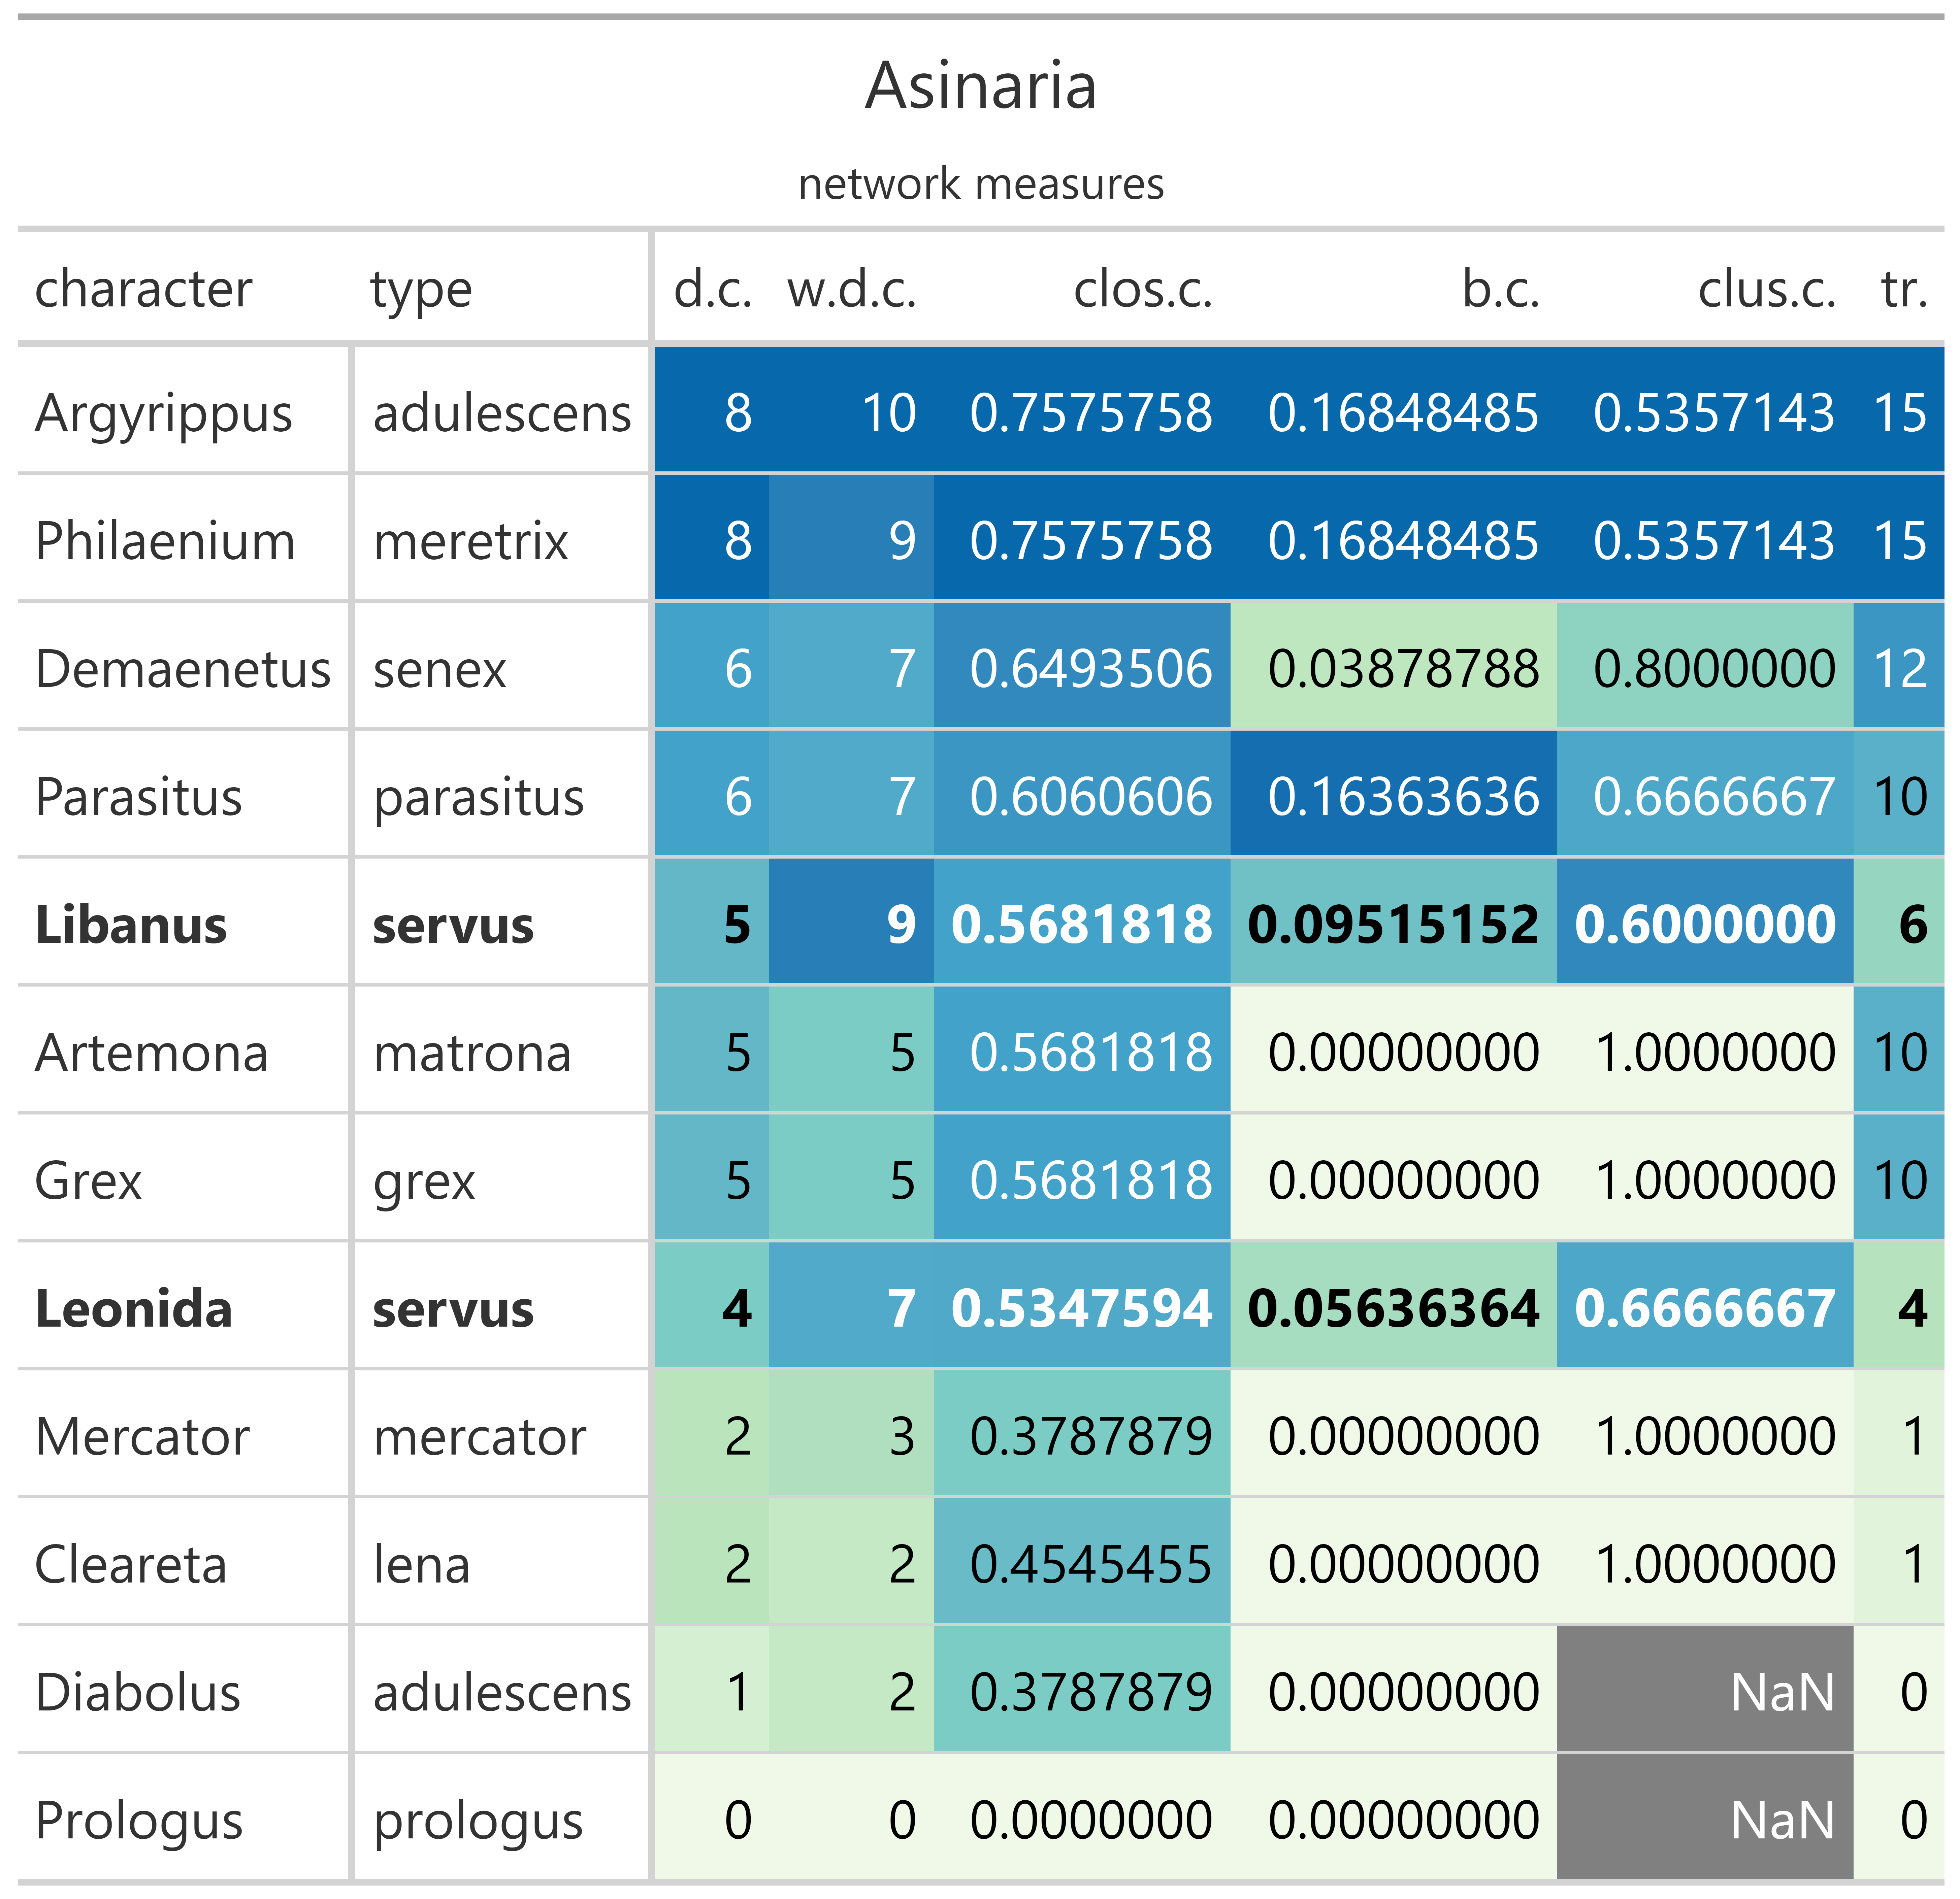 Asinaria
network measures
character type d.c. w.d.c. clos.c. b.c. clus.c. tr.
Argyrippus adulescens 8 10 0.7575758 0.16848485 0.5357143 15
Philaenium meretrix 8 9 0.7575758 0.16848485 0.5357143 15
Demaenetus senex 6 7 0.6493506 0.03878788 0.8000000 12
Parasitus parasitus 6 7 0.6060606 0.16363636 0.6666667 10
Libanus servus 5 9 0.5681818 0.09515152 0.6000000 6
Artemona matrona 5 5 0.5681818 0.00000000 1.0000000 10
Grex grex 5 5 0.5681818 0.00000000 1.0000000 10
Leonida servus 4 7 0.5347594 0.05636364 0.6666667 4
Mercator mercator 2 3 0.3787879 0.00000000 1.0000000 1
Cleareta lena 2 2 0.4545455 0.00000000 1.0000000 1
Diabolus adulescens 1 2 0.3787879 0.00000000 NaN 0
Prologus prologus 0 0 0.0000000 0.00000000 NaN 0